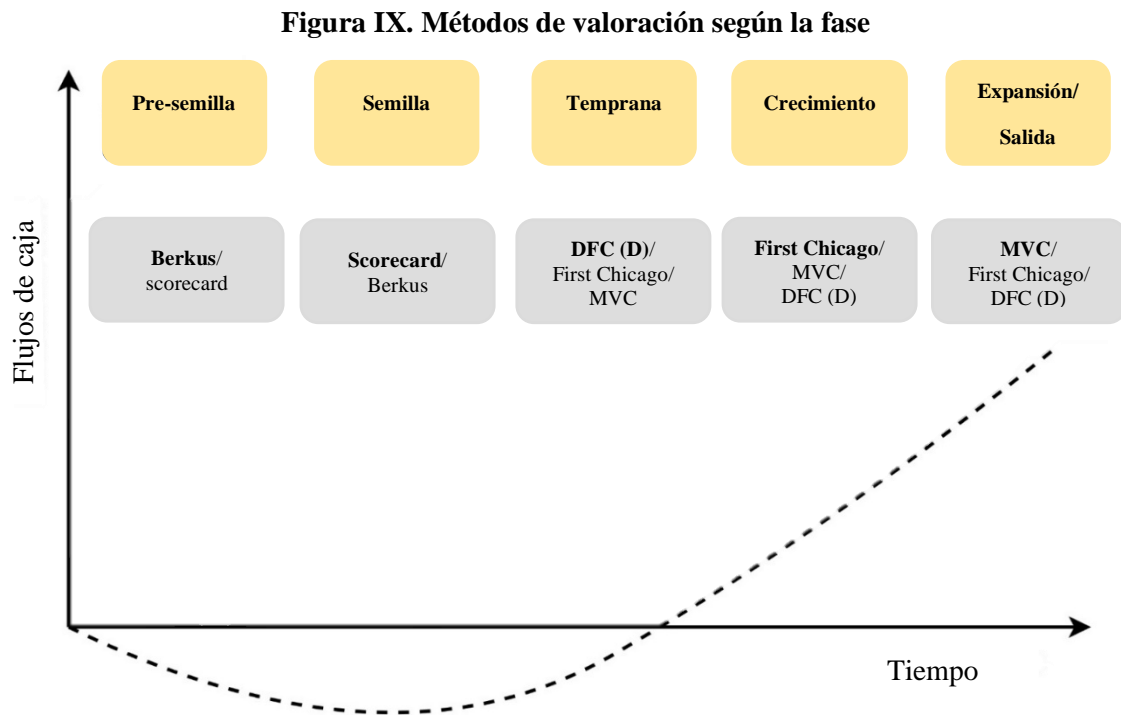 Figura IX. Métodos de valoración según la fase
Pre-semilla
Semilla
Temprana
Crecimiento
Expansión/
Salida
Berkus/
scorecard
Scorecard/
Berkus
DFC (D)/
First Chicago/
MVC
First Chicago/
MVC/
DFC (D)
MVC/
First Chicago/
DFC (D)
Flujos de caja
Tiempo